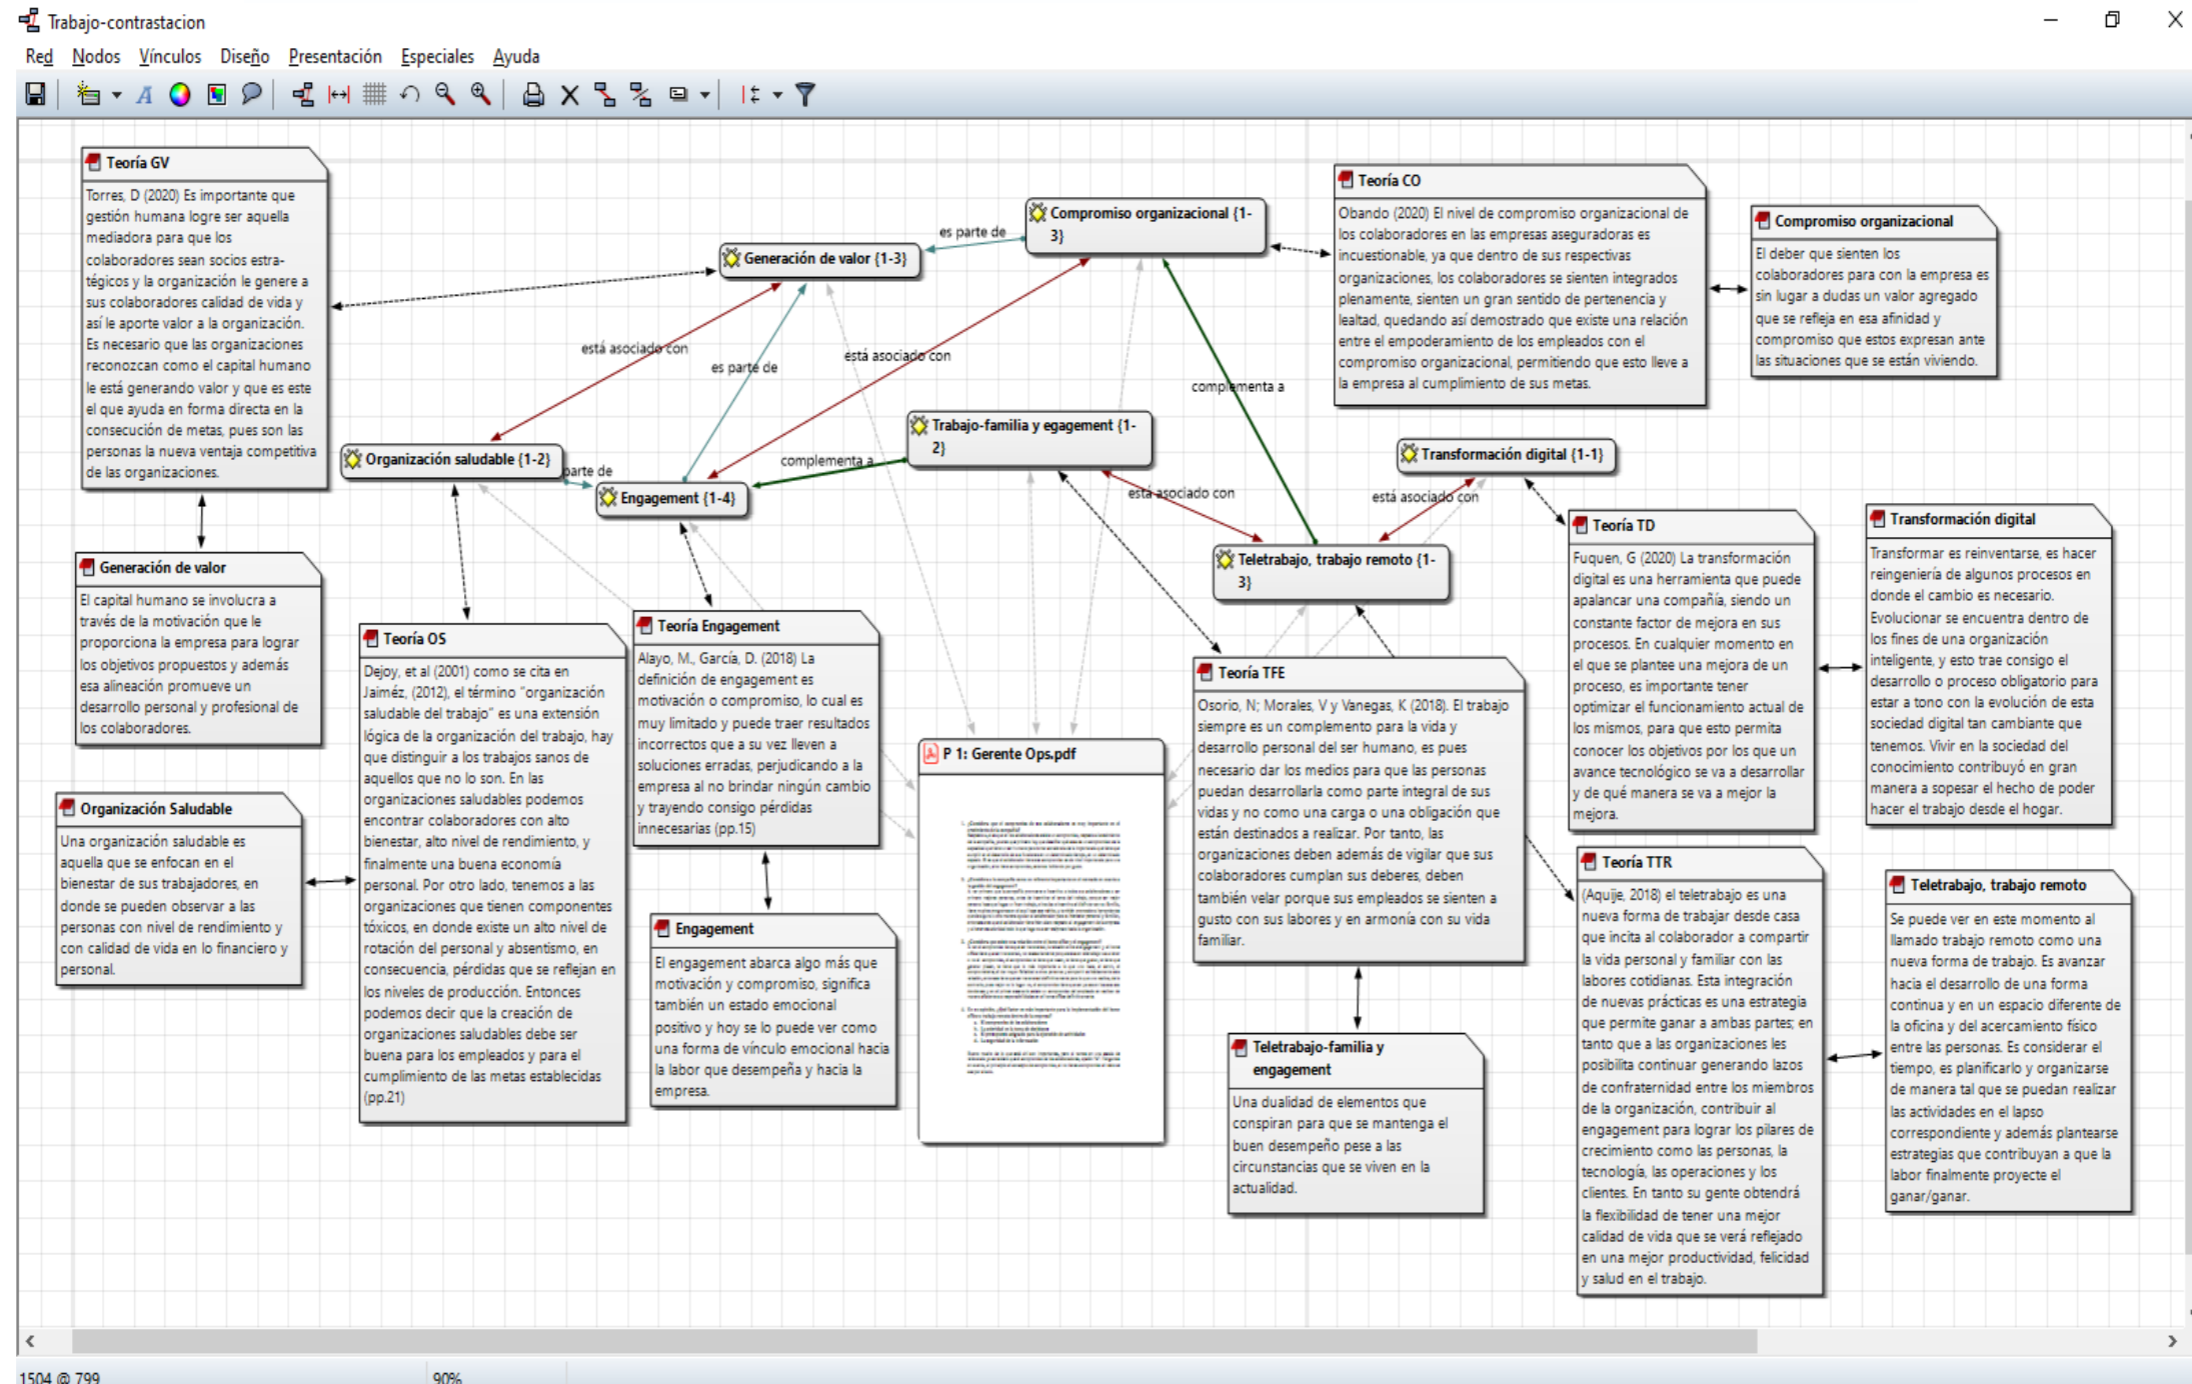 Trabajo-contrastacion
Red Nodos Vínculos Diseño Presentación Especiales Ayuda
Teoría GV
Torres, D (2020) Es importante que
gestión humana logre ser aquella
mediadora para que los
colaboradores sean socios estra-
tégicos y la organización le genere a
sus colaboradores calidad de vida y
así le aporte valor a la organización.
Es necesario que las organizaciones
reconozcan como el capital humano
le está generando valor y que es este
el que ayuda en forma directa en la
consecución de metas, pues son las
personas la nueva ventaja competitiva
de las organizaciones.
Generación de valor
El capital humano se involucra a
través de la motivación que le
proporciona la empresa para lograr
los objetivos propuestos y además
esa alineación promueve un
desarrollo personal y profesional de
los colaboradores.
Organización Saludable
Una organización saludable es
aquella que se enfocan en el
bienestar de sus trabajadores, en
donde se pueden observar a las
personas con nivel de rendimiento y
con calidad de vida en lo financiero y
personal.
Generación de valor {1-3}
es parte de
Compromiso organizacional {1-
3}
está asociado con
es parte de
está asociado con
complementa a
Organización saludable {1-2}
parte de
Engagement {1-4}
complementa a
Trabajo-familia y egagement {1-
2}
está asociado con
Teletrabajo, trabajo remoto {1-
3}
está asociado con
Transformación digital {1-1}
Teoría OS
Dejoy, et al (2001) como se cita en
Jaiméz, (2012), el término "organización
saludable del trabajo" es una extensión
lógica de la organización del trabajo, hay
que distinguir a los trabajos sanos de
aquellos que no lo son. En las
organizaciones saludables podemos
encontrar colaboradores con alto
bienestar, alto nivel de rendimiento, y
finalmente una buena economía
personal. Por otro lado, tenemos a las
organizaciones que tienen componentes
tóxicos, en donde existe un alto nivel de
rotación del personal y absentismo, en
consecuencia, pérdidas que se reflejan en
los niveles de producción. Entonces
podemos decir que la creación de
organizaciones saludables debe ser
buena para los empleados y para el
cumplimiento de las metas establecidas
(pp.21)
Teoría Engagement
Alayo, M., García, D. (2018) La
definición de engagement es
motivación o compromiso, lo cual es
muy limitado y puede traer resultados
incorrectos que a su vez lleven a
soluciones erradas, perjudicando a la
empresa al no brindar ningún cambio
y trayendo consigo pérdidas
innecesarias (pp.15)
Engagement
El engagement abarca algo más que
motivación y compromiso, significa
también un estado emocional
positivo y hoy se lo puede ver como
una forma de vínculo emocional hacia
la labor que desempeña y hacia la
empresa.
P 1: Gerente Ops.pdf
Teoría TFE
Osorio, N; Morales, V y Vanegas, K (2018). El trabajo
siempre es un complemento para la vida y
desarrollo personal del ser humano, es pues
necesario dar los medios para que las personas
puedan desarrollarla como parte integral de sus
vidas y no como una carga o una obligación que
están destinados a realizar. Por tanto, las
organizaciones deben además de vigilar que sus
colaboradores cumplan sus deberes, deben
también velar porque sus empleados se sienten a
gusto con sus labores y en armonía con su vida
familiar.
Teletrabajo-familia y
engagement
Una dualidad de elementos que
conspiran para que se mantenga el
buen desempeño pese a las
circunstancias que se viven en la
actualidad.
Teoría CO
Obando (2020) El nivel de compromiso organizacional de
los colaboradores en las empresas aseguradoras es
incuestionable, ya que dentro de sus respectivas
organizaciones, los colaboradores se sienten integrados
plenamente, sienten un gran sentido de pertenencia y
lealtad, quedando así demostrado que existe una relación
entre el empoderamiento de los empleados con el
compromiso organizacional, permitiendo que esto lleve a
la empresa al cumplimiento de sus metas.
Compromiso organizacional
El deber que sienten los
colaboradores para con la empresa es
sin lugar a dudas un valor agregado
que se refleja en esa afinidad y
compromiso que estos expresan ante
las situaciones que se están viviendo.
Teoría TD
Fuquen, G (2020) La transformación
digital es una herramienta que puede
apalancar una compañía, siendo un
constante factor de mejora en sus
procesos. En cualquier momento en
el que se plantee una mejora de un
proceso, es importante tener
optimizar el funcionamiento actual de
los mismos, para que esto permita
conocer los objetivos por los que un
avance tecnológico se va a desarrollar
y de qué manera se va a mejor la
mejora.
Transformación digital
Transformar es reinventarse, es hacer
reingeniería de algunos procesos en
donde el cambio es necesario.
Evolucionar se encuentra dentro de
los fines de una organización
inteligente, y esto trae consigo el
desarrollo o proceso obligatorio para
estar a tono con la evolución de esta
sociedad digital tan cambiante que
tenemos. Vivir en la sociedad del
conocimiento contribuyó en gran
manera a sopesar el hecho de poder
hacer el trabajo desde el hogar.
Teoría TTR
(Aquije, 2018) el teletrabajo es una
nueva forma de trabajar desde casa
que incita al colaborador a compartir
la vida personal y familiar con las
labores cotidianas. Esta integración
de nuevas prácticas es una estrategia
que permite ganar a ambas partes; en
tanto que a las organizaciones les
posibilita continuar generando lazos
de confraternidad entre los miembros
de la organización, contribuir al
engagement para lograr los pilares de
crecimiento como las personas, la
tecnología, las operaciones y los
clientes. En tanto su gente obtendrá
la flexibilidad de tener una mejor
calidad de vida que se verá reflejado
en una mejor productividad, felicidad
y salud en el trabajo.
Teletrabajo, trabajo remoto
Se puede ver en este momento al
llamado trabajo remoto como una
nueva forma de trabajo. Es avanzar
hacia el desarrollo de una forma
continua y en un espacio diferente de
la oficina y del acercamiento físico
entre las personas. Es considerar el
tiempo, es planificarlo y organizarse
de manera tal que se puedan realizar
las actividades en el lapso
correspondiente y además plantearse
estrategias que contribuyan a que la
labor finalmente proyecte el
ganar/ganar.
1504 @ 799
90%